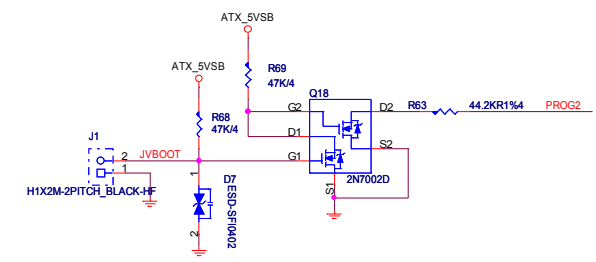 ATX_5VSB
ATX_5VSB
R69
47K/4
Q18
G2
D2
R63
44.2KR1%4
PROG2
R68
47K/4
D1
S2
J1
2
JVBOOT
G1
1
1
2N7002D
H1X2M-2PITCH_BLACK-HF
D7
ESD-SFI0402
S1
2